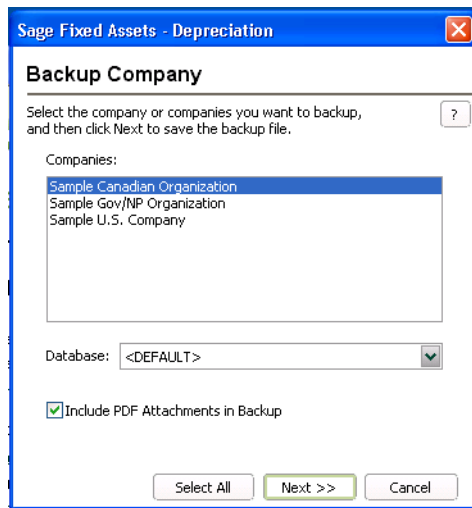 Sage Fixed Assets - Depreciation
Backup Company
Select the company or companies you want to backup,
and then click Next to save the backup file.
?
Companies:
Sample Canadian Organization
Sample Gov/NP Organization
Sample U.S. Company
Database: <DEFAULT>
Include PDF Attachments in Backup
Select All Next >> Cancel